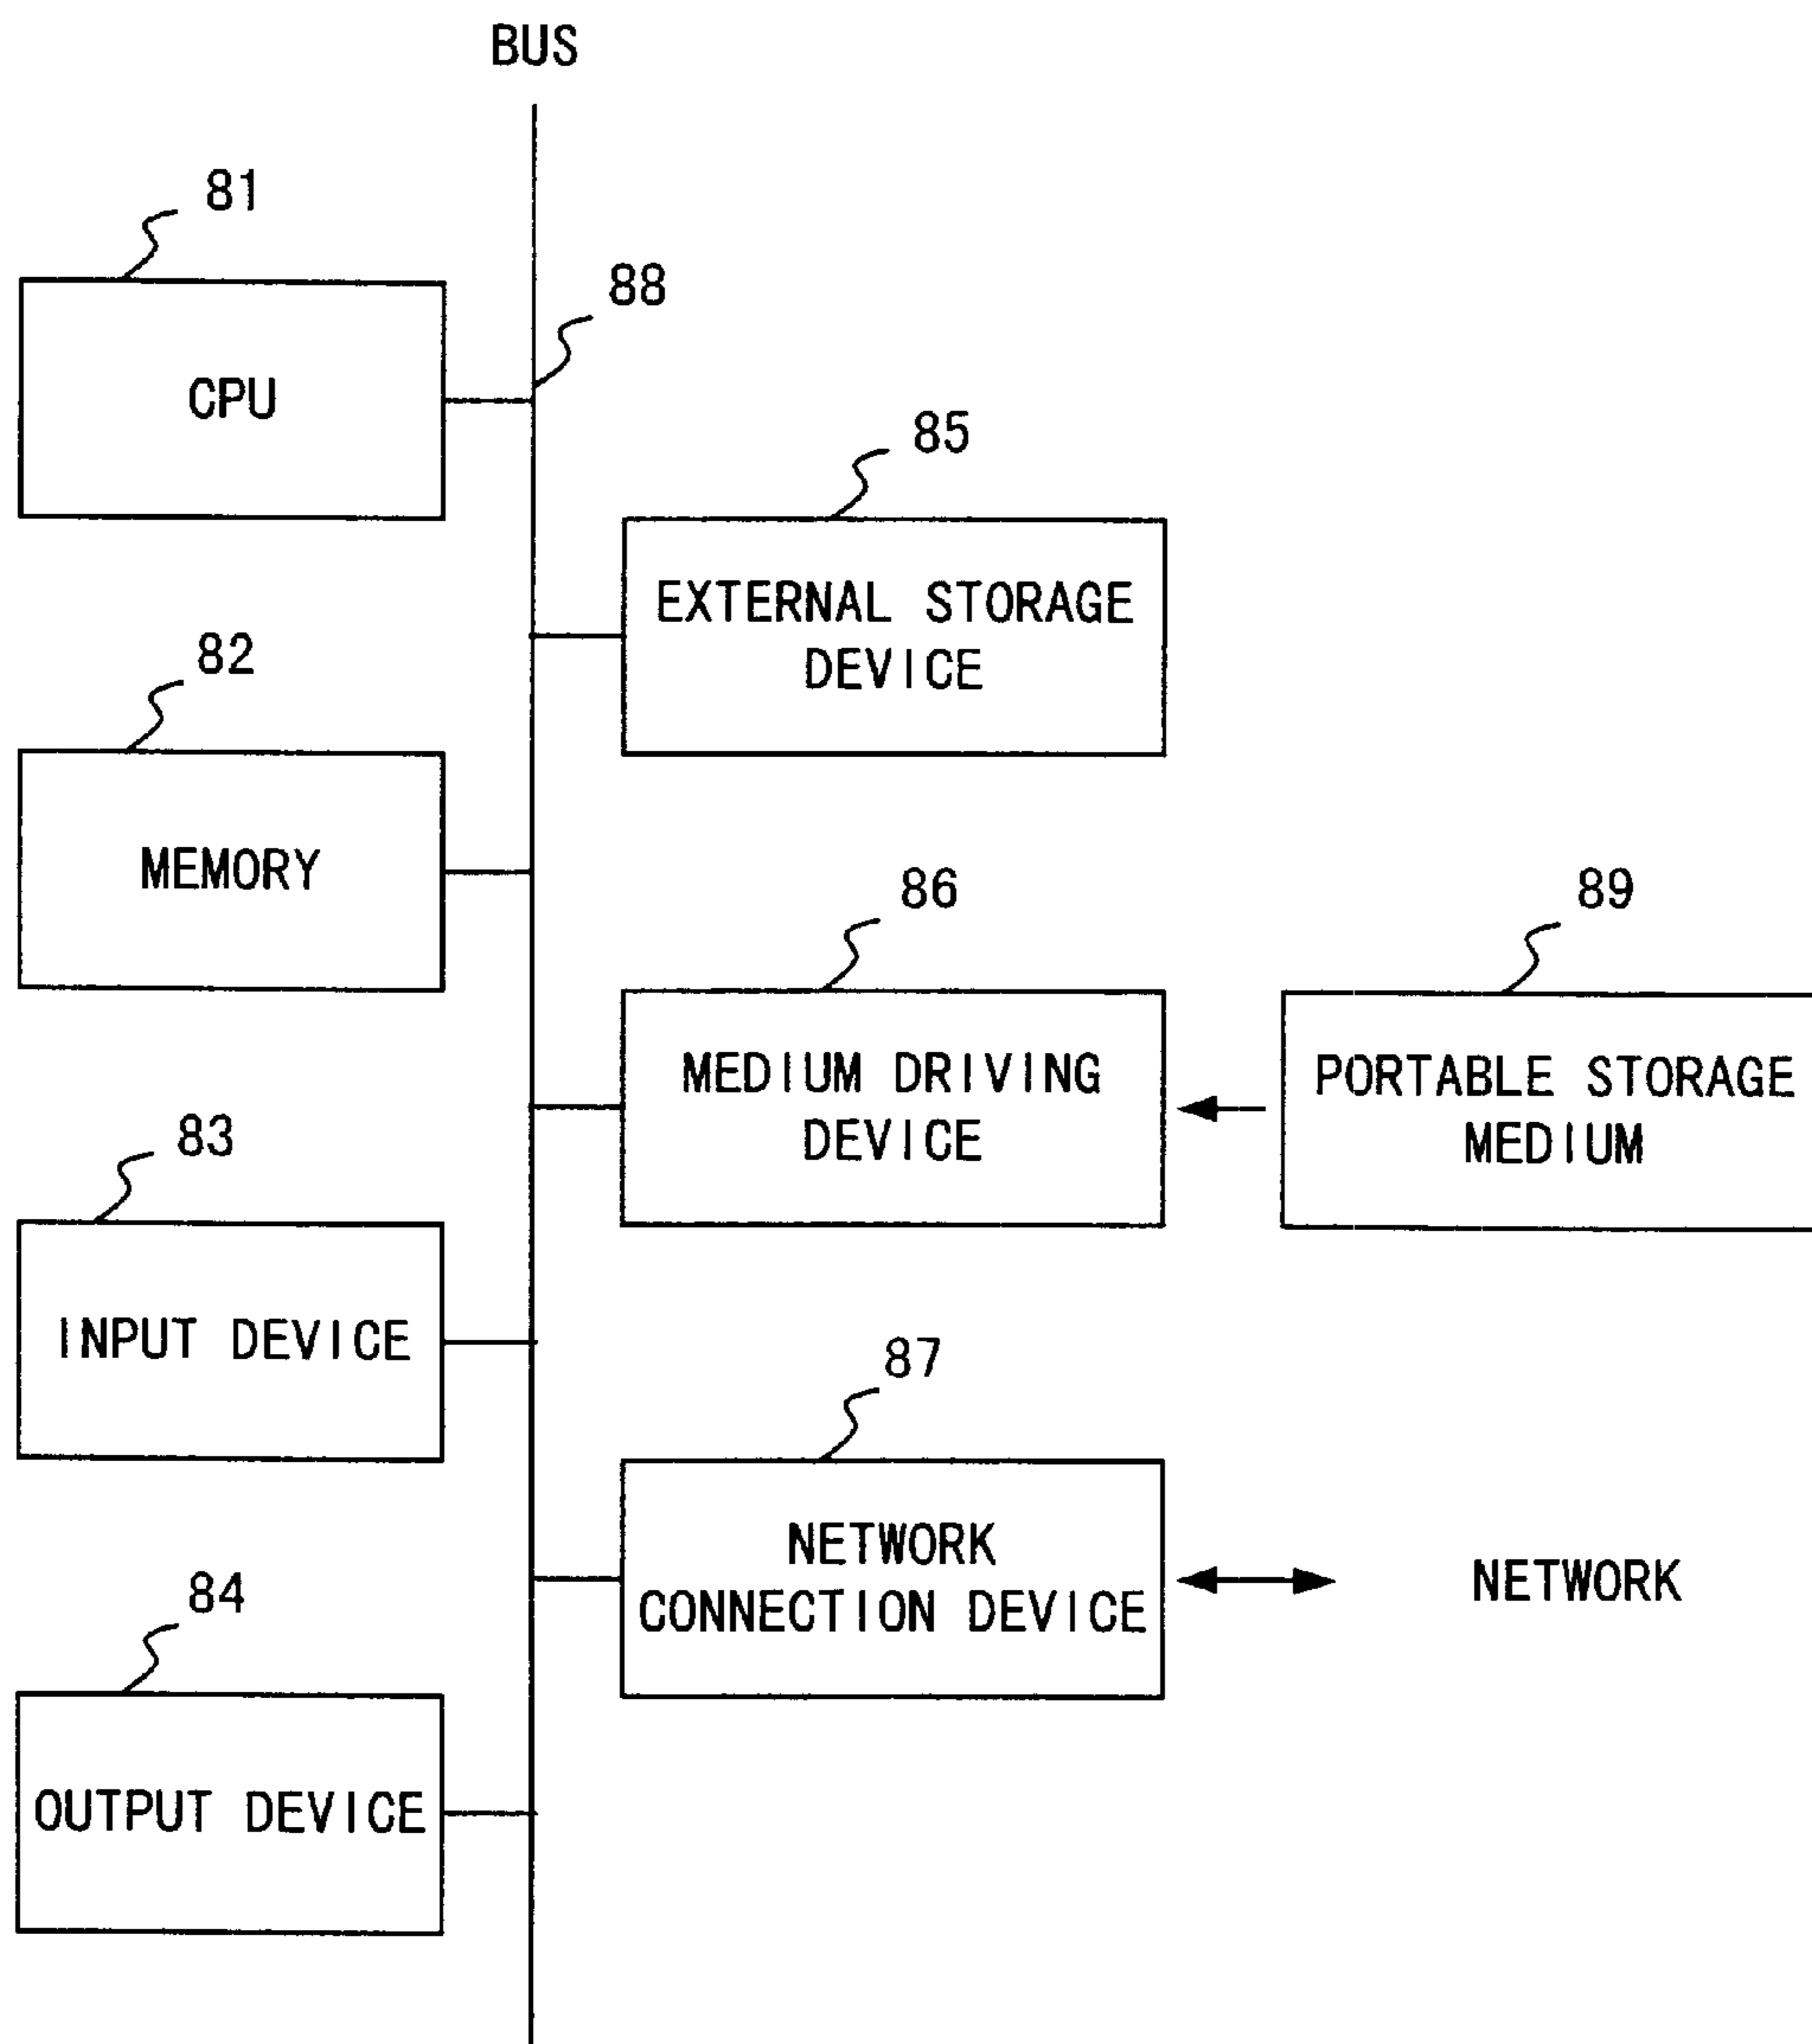 BUS
81
88
CPU
85
EXTERNAL STORAGE
DEVICE
82
MEMORY
86
89
MEDIUM DRIVING
DEVICE
PORTABLE STORAGE
MEDIUM
83
INPUT DEVICE
87
NETWORK
CONNECTION DEVICE
NETWORK
84
OUTPUT DEVICE